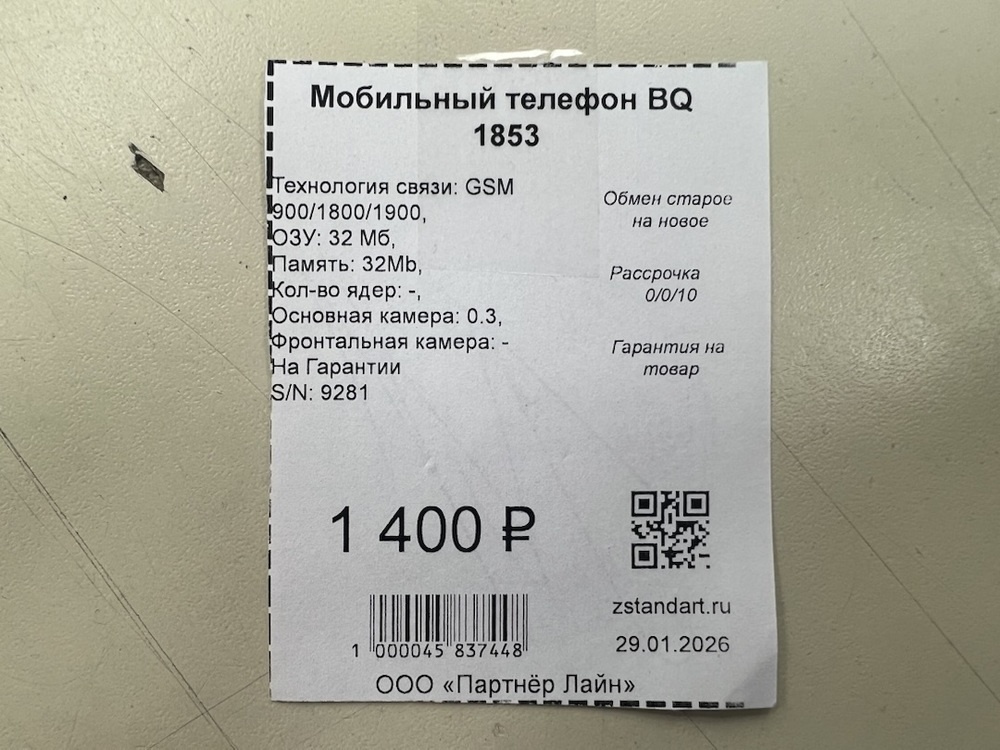 Мобильный телефон BQ
1853
Технология связи: GSM
900/1800/1900,
ОЗУ: 32 Мб,
Память: 32Mb,
Кол-во ядер: -,
Основная камера: 0.3,
Фронтальная камера: -
На Гарантии
S/N: 9281
Обмен старое
на новое
Рассрочка
0/0/10
Гарантия на
товар
1 400 ₽
1 000045 837448
zstandart.ru
29.01.2026
ООО «Партнёр Лайн»